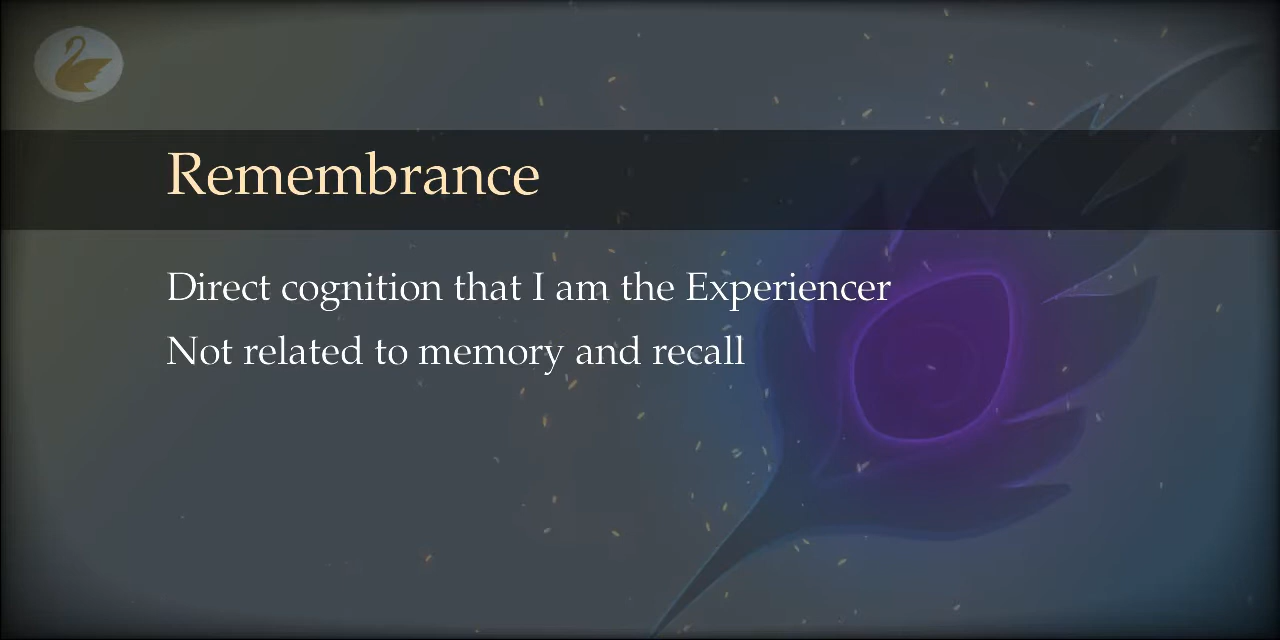 Remembrance
Direct cognition that I am the Experiencer
Not related to memory and recall